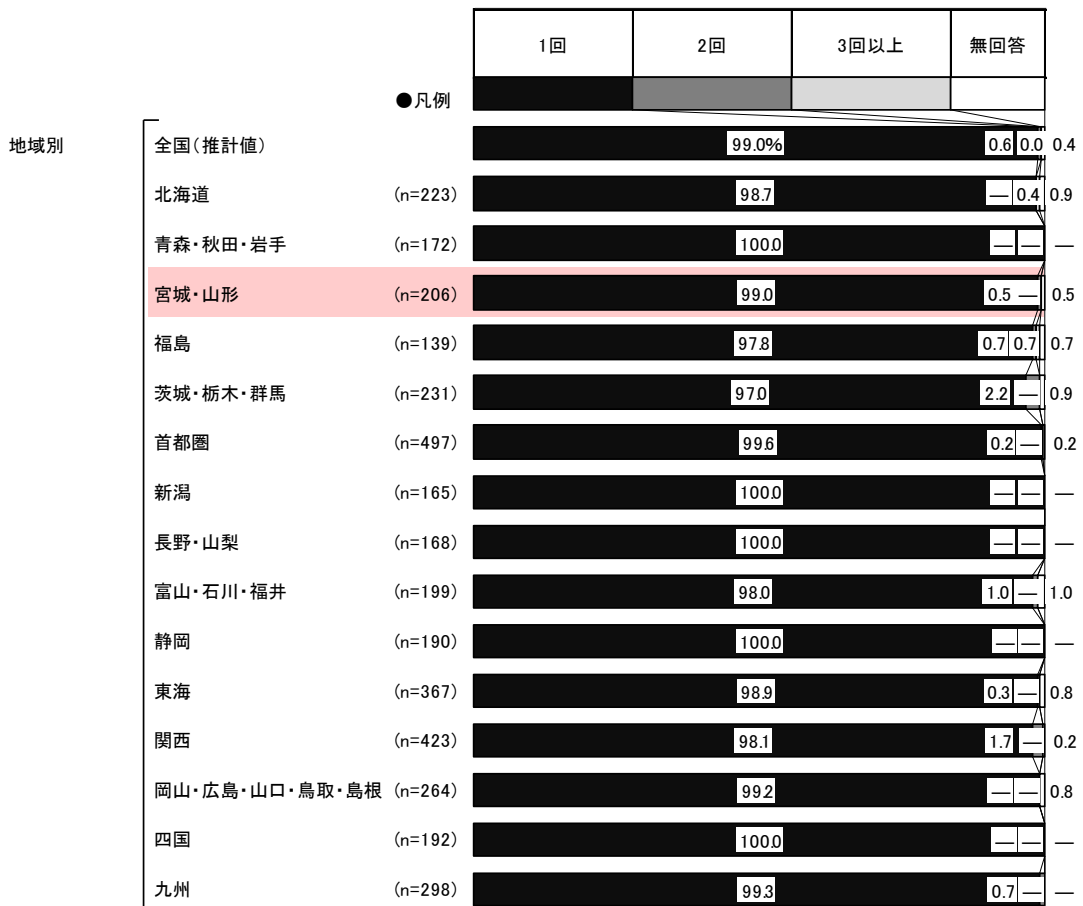 1回 2回 3回以上 無回答
●凡例
地域別 全国(推計値) 99.0% 0.6 0.0 0.4
北海道 (n=223) 98.7 — 0.4 0.9
青森・秋田・岩手 (n=172) 100.0 — — —
宮城・山形 (n=206) 99.0 0.5 — 0.5
福島 (n=139) 97.8 0.7 0.7 0.7
茨城・栃木・群馬 (n=231) 97.0 2.2 — 0.9
首都圏 (n=497) 99.6 0.2 — 0.2
新潟 (n=165) 100.0 — — —
長野・山梨 (n=168) 100.0 — — —
富山・石川・福井 (n=199) 98.0 1.0 — 1.0
静岡 (n=190) 100.0 — — —
東海 (n=367) 98.9 0.3 — 0.8
関西 (n=423) 98.1 1.7 — 0.2
岡山・広島・山口・鳥取・島根 (n=264) 99.2 — — 0.8
四国 (n=192) 100.0 — — —
九州 (n=298) 99.3 0.7 — —